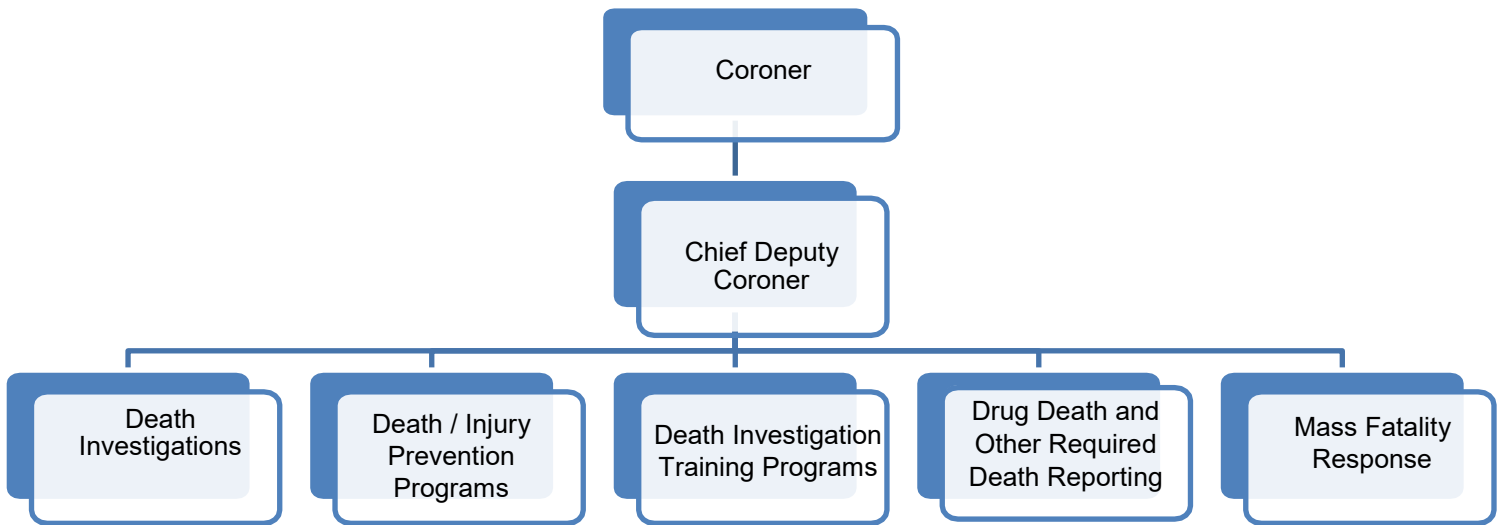 Coroner
Chief Deputy
Coroner
Death
Investigations
Death / Injury
Prevention
Programs
Death Investigation
Training Programs
Drug Death and
Other Required
Death Reporting
Mass Fatality
Response